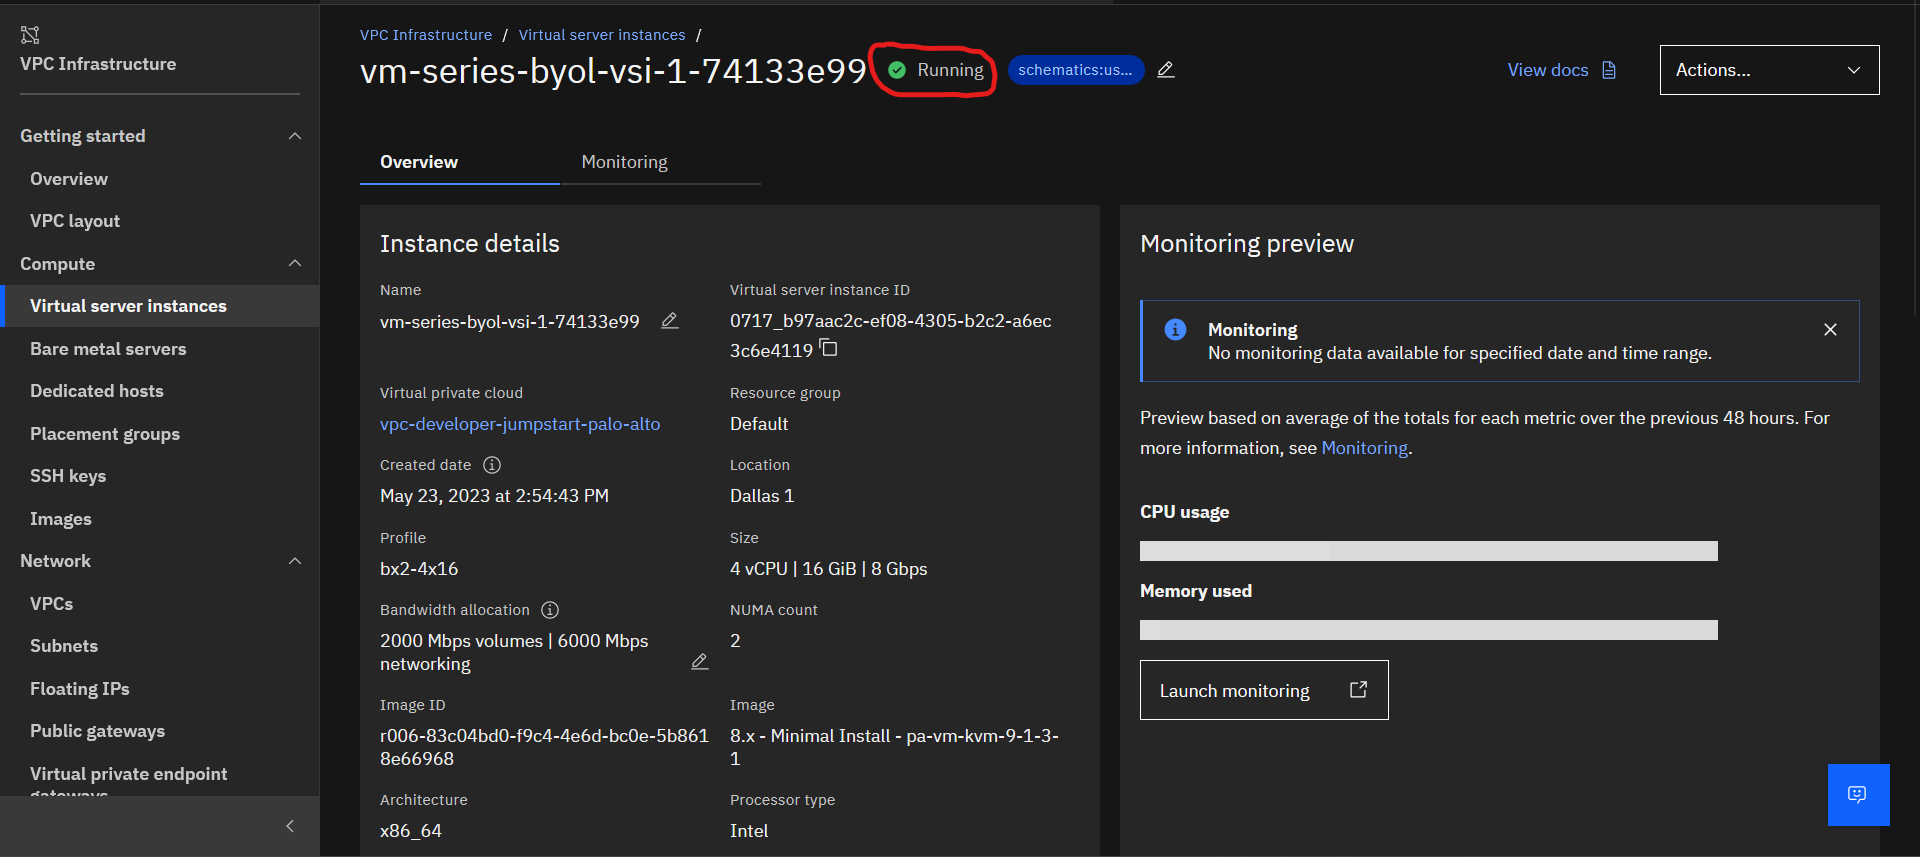 VPC Infrastructure
Getting started
Overview
VPC layout
Compute
Virtual server instances
Bare metal servers
Dedicated hosts
Placement groups
SSH keys
Images
Network
VPCs
Subnets
Floating IPs
Public gateways
Virtual private endpoint
gateways
VPC Infrastructure / Virtual server instances /
vm-series-byol-vsi-1-74133e99 Running schematics:us...
View docs
Actions...
Overview Monitoring
Instance details
Name
vm-series-byol-vsi-1-74133e99
Virtual server instance ID
0717_b97aac2c-ef08-4305-b2c2-a6ec
3c6e4119
Virtual private cloud
vpc-developer-jumpstart-palo-alto
Resource group
Default
Created date
May 23, 2023 at 2:54:43 PM
Location
Dallas 1
Profile
bx2-4x16
Size
4 vCPU | 16 GiB | 8 Gbps
Bandwidth allocation
2000 Mbps volumes | 6000 Mbps
networking
NUMA count
2
Image ID
r006-83c04bd0-f9c4-4e6d-bc0e-5b861
8e66968
Image
8.x - Minimal Install - pa-vm-kvm-9-1-3-
1
Architecture
x86_64
Processor type
Intel
Monitoring preview
Monitoring
No monitoring data available for specified date and time range.
Preview based on average of the totals for each metric over the previous 48 hours. For
more information, see Monitoring.
CPU usage
Memory used
Launch monitoring